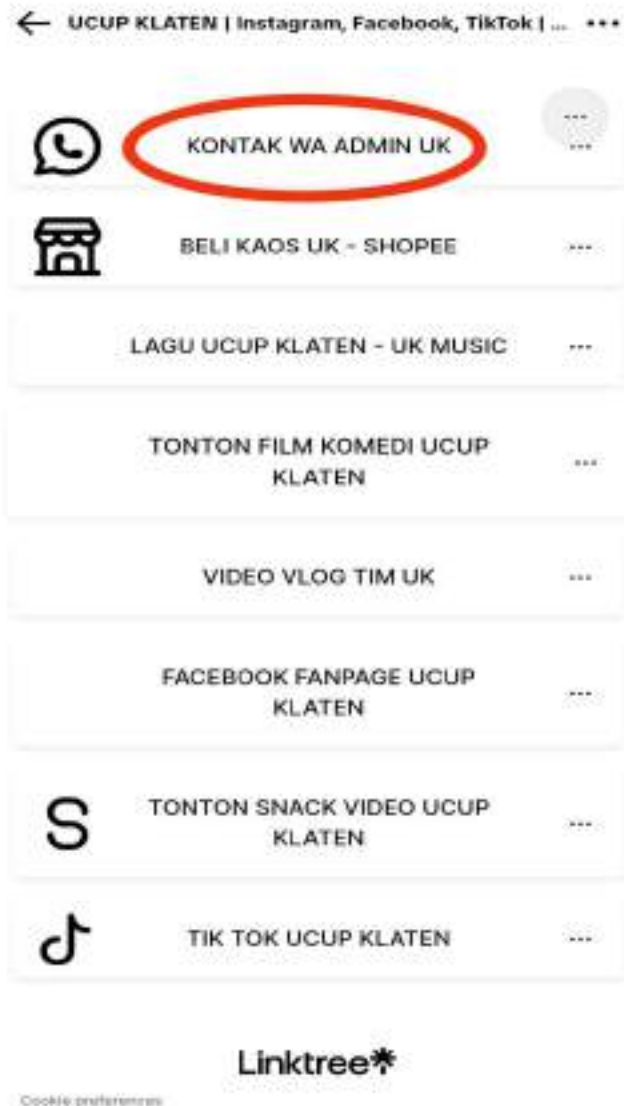 UCUP KLATEN | Instagram, Facebook, TikTok | ... •••
KONTAK WA ADMIN UK
BELI KAOS UK - SHOPEE
LAGU UCUP KLATEN - UK MUSIC
TONTON FILM KOMEDI UCUP
KLATEN
VIDEO VLOG TIM UK
FACEBOOK FANPAGE UCUP
KLATEN
TONTON SNACK VIDEO UCUP
KLATEN
TIK TOK UCUP KLATEN
Linktree
Cookie preferences